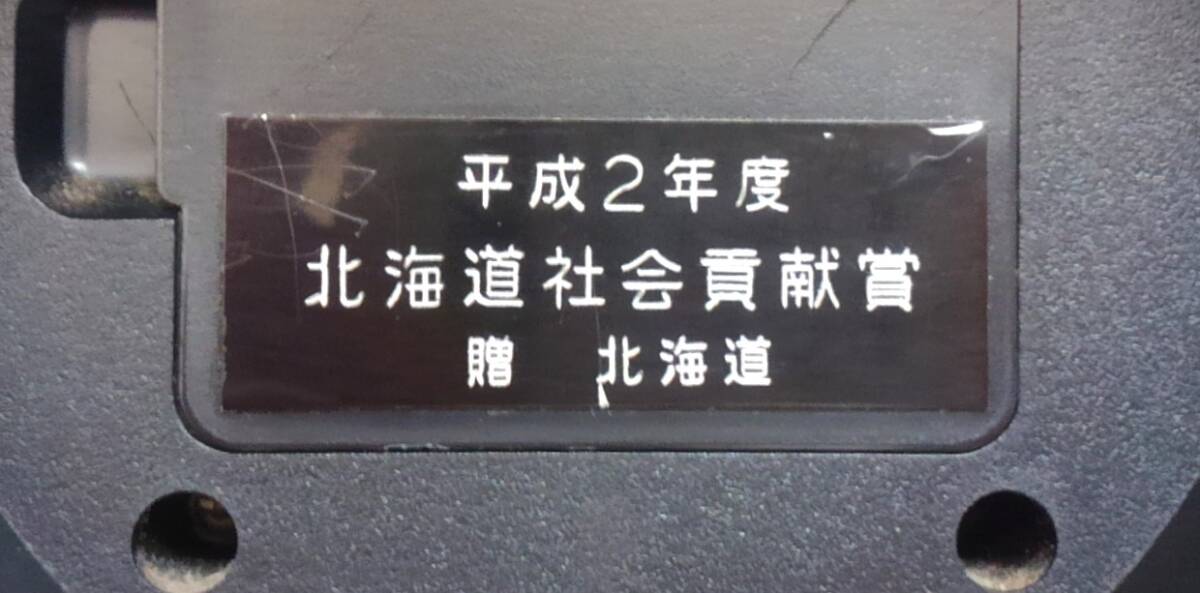 平成2年度
北海道社会貢献賞
贈 北海道